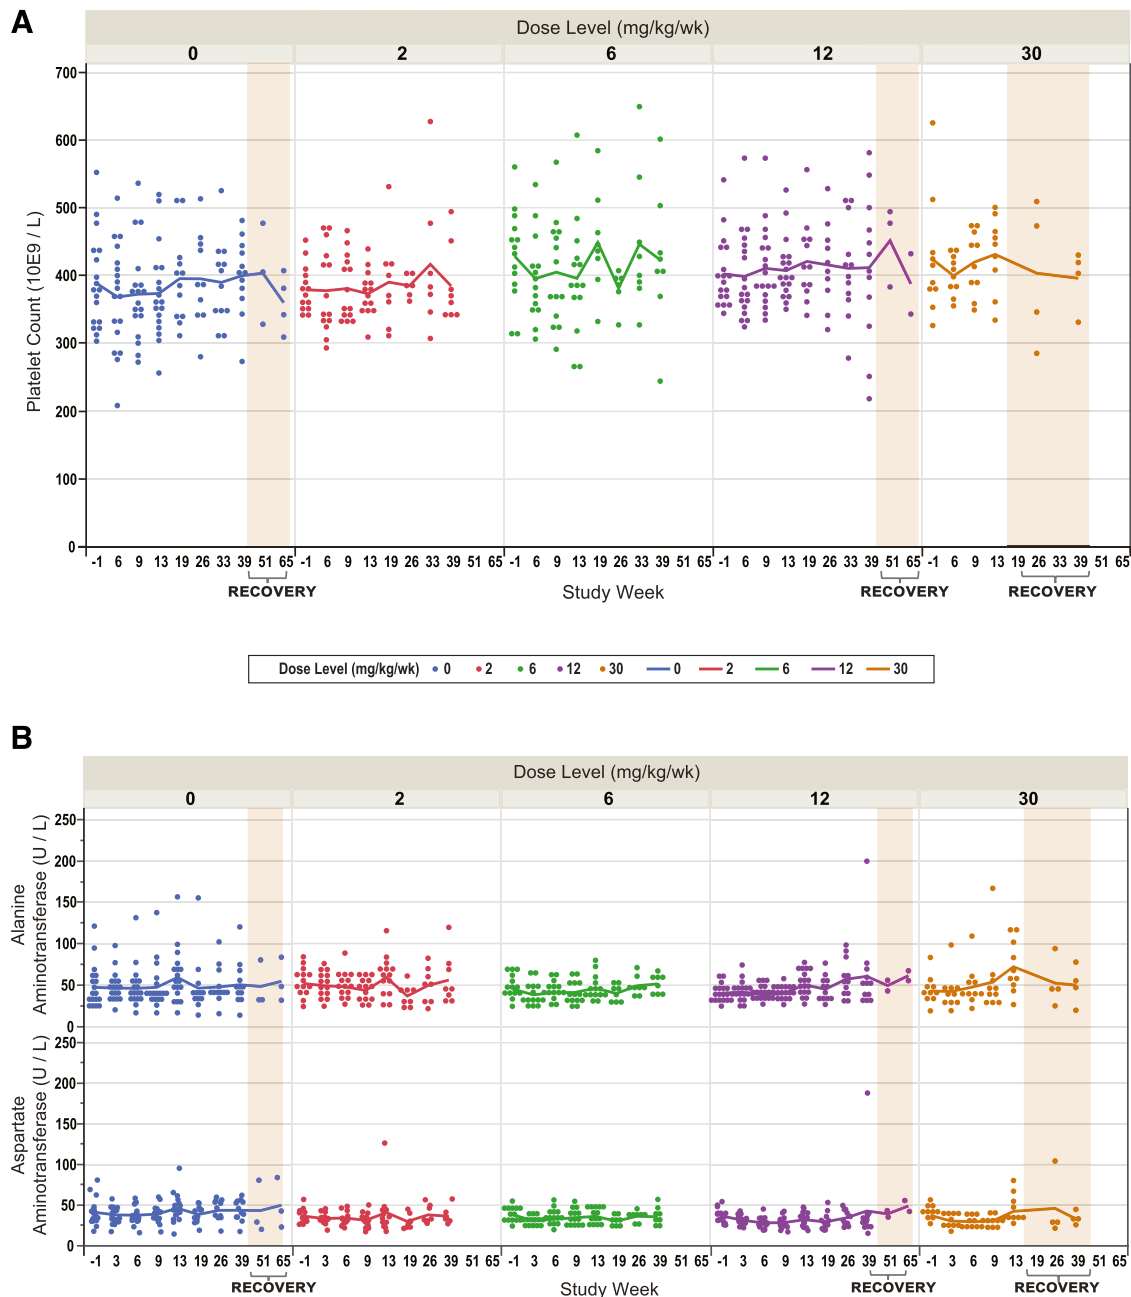 A
Dose Level (mg/kg/wk)
0 2 6 12 30
Platelet Count (10E9 / L)
700
600
500
400
300
200
100
0
-1 6 9 13 19 26 33 39 51 65 -1 6 9 13 19 26 33 39 51 65 -1 6 9 13 19 26 33 39 51 65 -1 6 9 13 19 26 33 39 51 65 -1 6 9 13 19 26 33 39 51 65
RECOVERY RECOVERY RECOVERY
Study Week
Dose Level (mg/kg/wk) 0 2 6 12 30 0 2 6 12 30
B
Dose Level (mg/kg/wk)
0 2 6 12 30
Alanine
Aminotransferase (U / L)
250
200
150
100
50
0
Aspartate
Aminotransferase (U / L)
250
200
150
100
50
0
-1 3 6 9 13 19 26 39 51 65 -1 3 6 9 13 19 26 39 51 65 -1 3 6 9 13 19 26 39 51 65 -1 3 6 9 13 19 26 39 51 65 -1 3 6 9 13 19 26 39 51 65
RECOVERY RECOVERY RECOVERY
Study Week